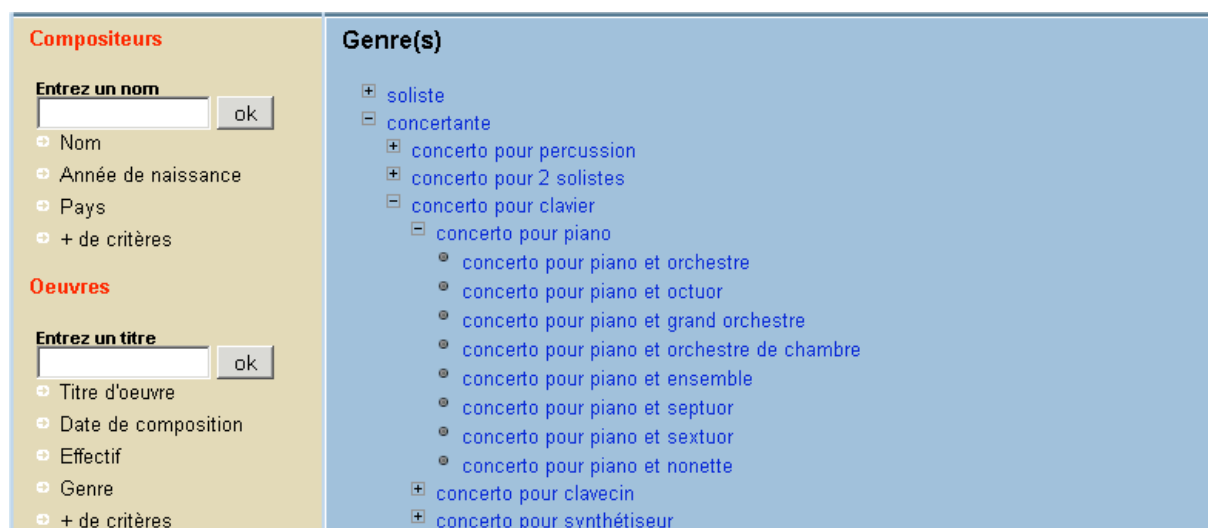 Compositeurs
Entrez un nom
ok
Nom
Année de naissance
Pays
+ de critères
Oeuvres
Entrez un titre
ok
Titre d'oeuvre
Date de composition
Effectif
Genre
+ de critères
Genre(s)
soliste
concertante
concerto pour percussion
concerto pour 2 solistes
concerto pour clavier
concerto pour piano
concerto pour piano et orchestre
concerto pour piano et octuor
concerto pour piano et grand orchestre
concerto pour piano et orchestre de chambre
concerto pour piano et ensemble
concerto pour piano et septuor
concerto pour piano et sextuor
concerto pour piano et nonette
concerto pour clavecin
concerto pour synthétiseur